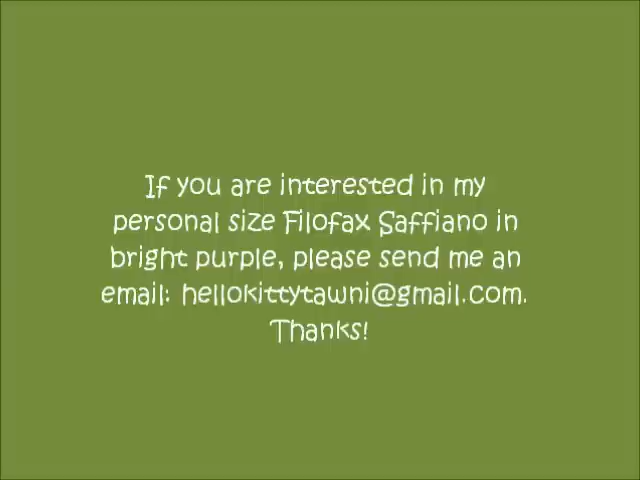 If you are interested in my
personal size Filofax Saffiano in
bright purple, please send me an
email: hellokittytawni@gmail.com.
Thanks!